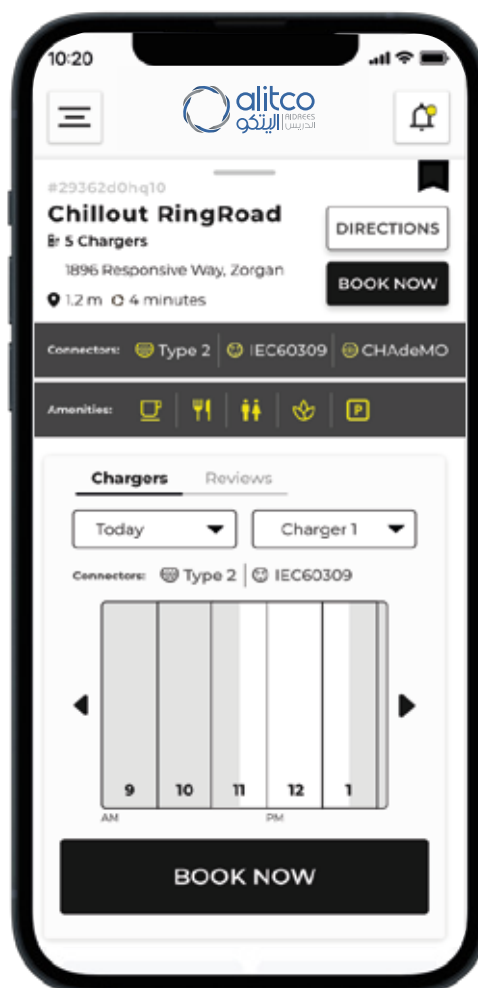 10:20
alitco
اليتكو
ALDREES
الدريس
#29362d0hq10
Chillout RingRoad
5 Chargers
DIRECTIONS
1896 Responsive Way, Zorgan
BOOK NOW
1.2 m 4 minutes
Connectors: Type 2 IEC60309 CHAdeMO
Amenities: P
Chargers Reviews
Today Charger 1
Connectors: Type 2 IEC60309
9 10 11 12 1
AM PM
BOOK NOW